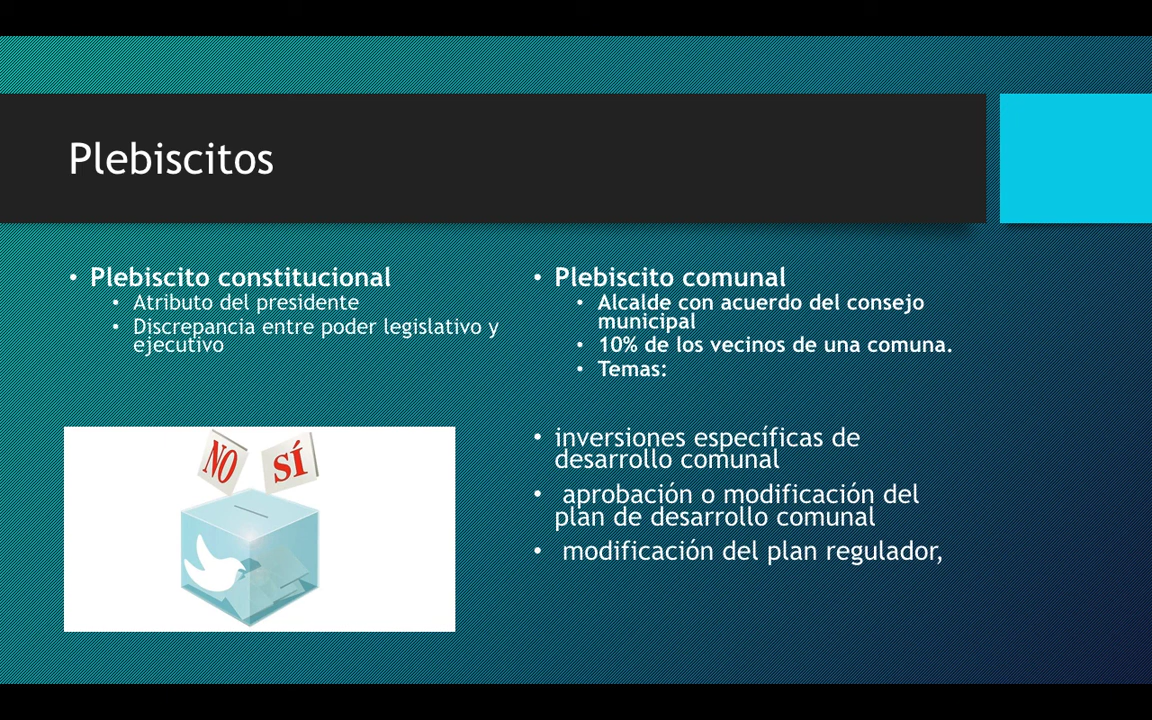 Plebiscitos
• Plebiscito constitucional
• Atributo del presidente
• Discrepancia entre poder legislativo y
ejecutivo
NO SÍ
• Plebiscito comunal
• Alcalde con acuerdo del consejo
municipal
• 10% de los vecinos de una comuna.
• Temas:
• inversiones específicas de
desarrollo comunal
• aprobación o modificación del
plan de desarrollo comunal
• modificación del plan regulador,